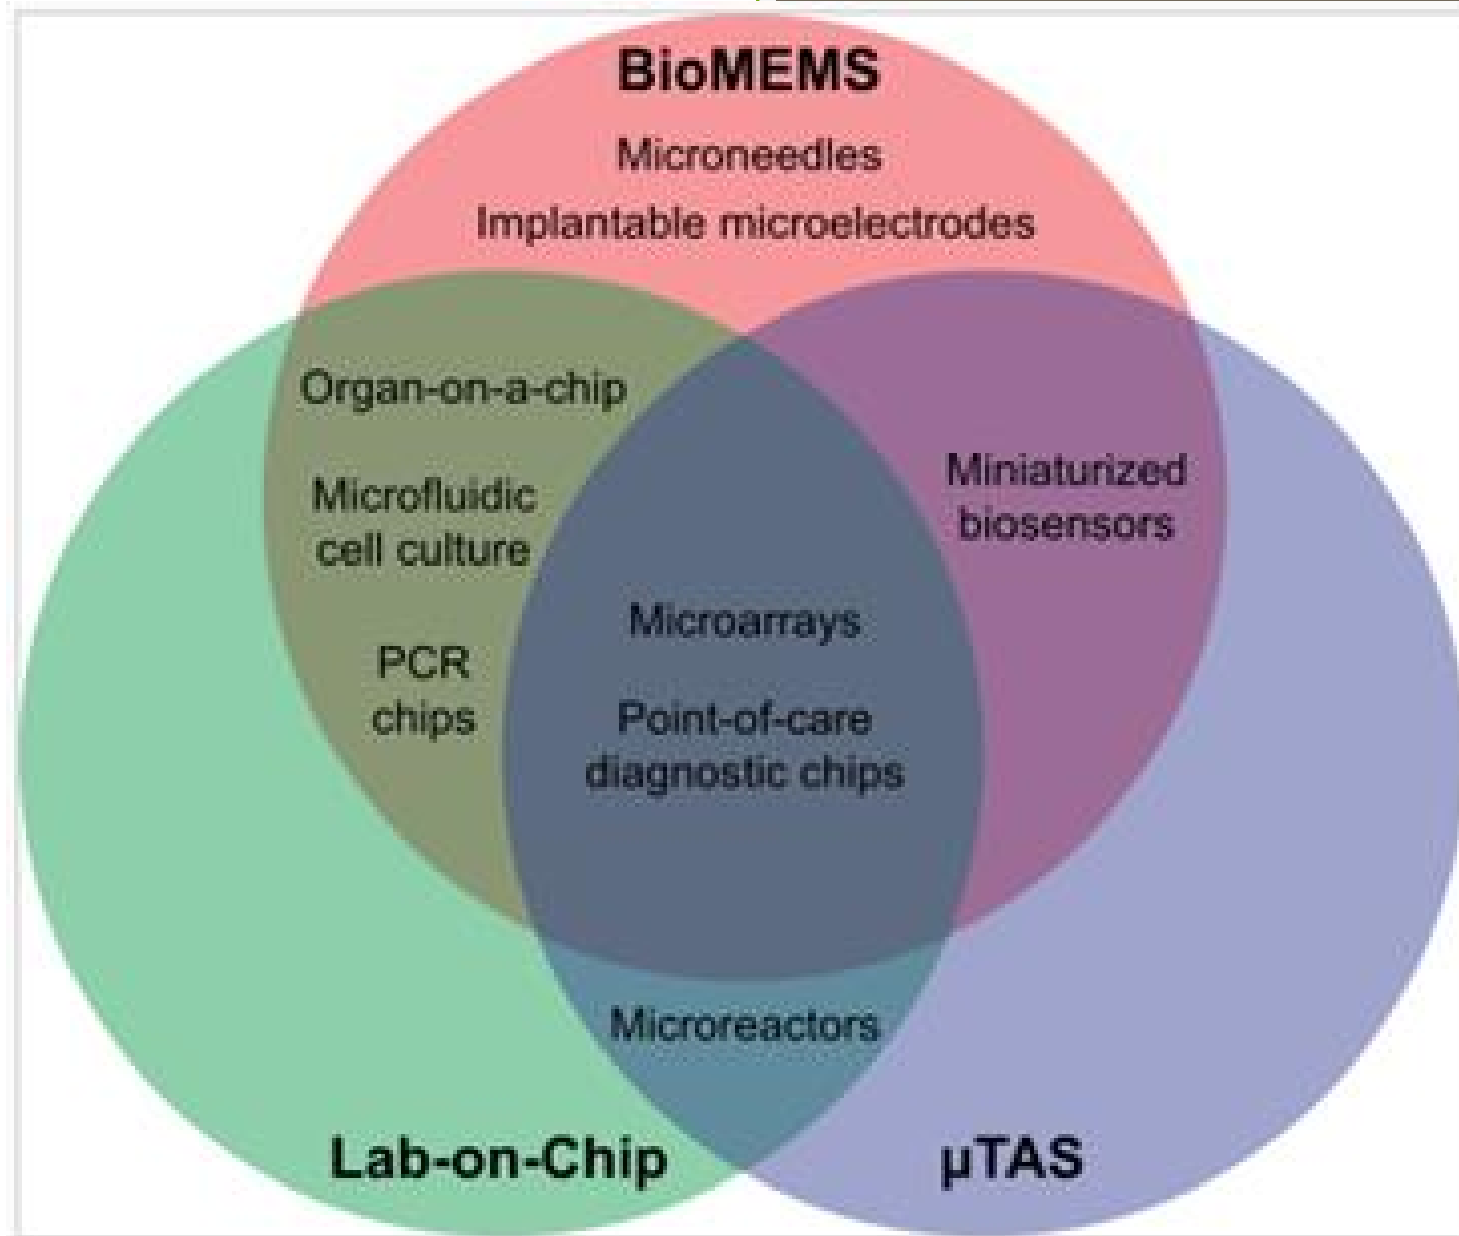 BioMEMS
Microneedles
Implantable microelectrodes
Organ-on-a-chip
Microfluidic
cell culture
PCR
chips
Miniaturized
biosensors
Microarrays
Point-of-care
diagnostic chips
Microreactors
Lab-on-Chip
µTAS